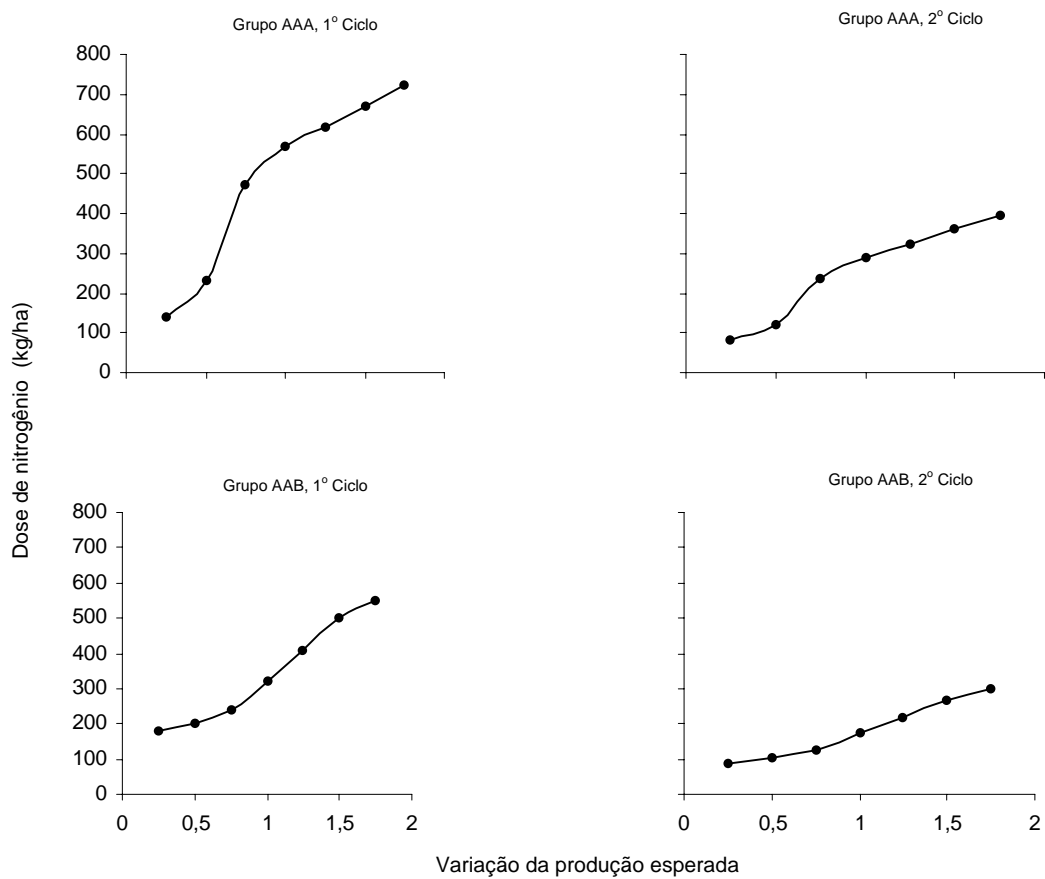 Grupo AAA, 1º Ciclo
800
700
600
500
400
300
200
100
0
Grupo AAA, 2º Ciclo
Dose de nitrogênio (kg/ha)
Grupo AAB, 1º Ciclo
800
700
600
500
400
300
200
100
0
0 0,5 1 1,5 2
Grupo AAB, 2º Ciclo
0 0,5 1 1,5 2
Variação da produção esperada